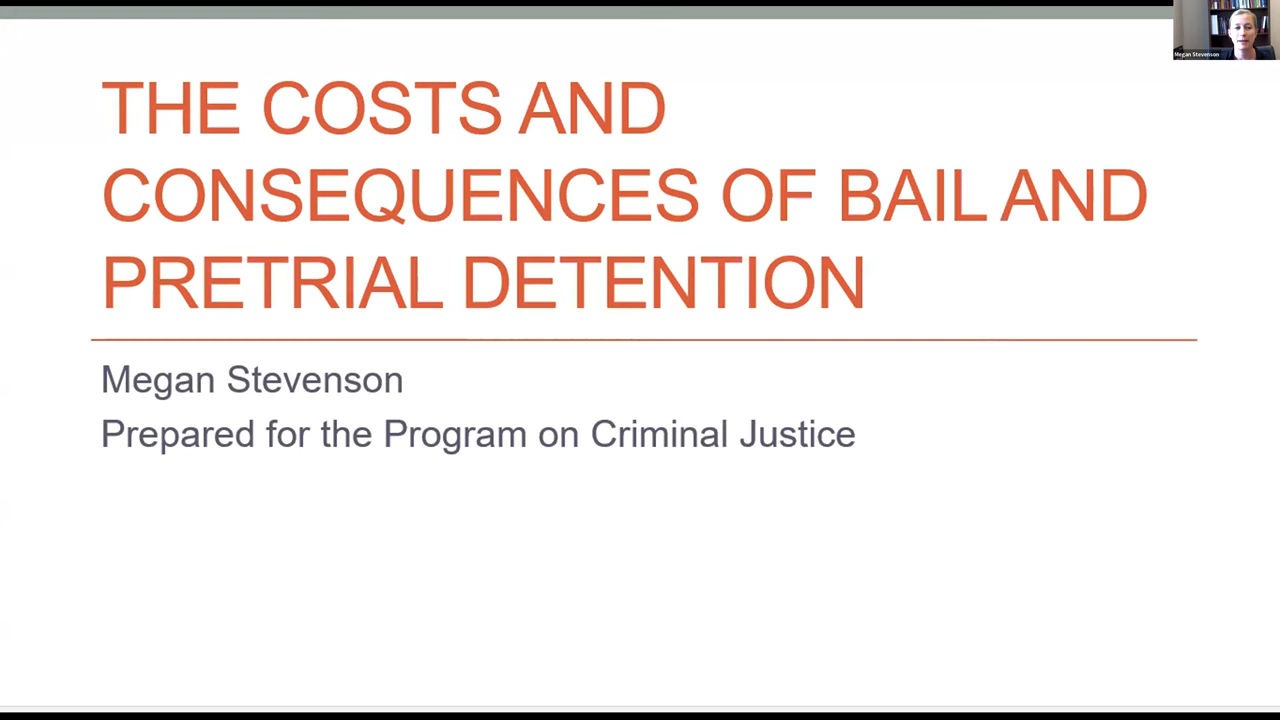 Megan Stevenson
THE COSTS AND
CONSEQUENCES OF BAIL AND
PRETRIAL DETENTION
Megan Stevenson
Prepared for the Program on Criminal Justice